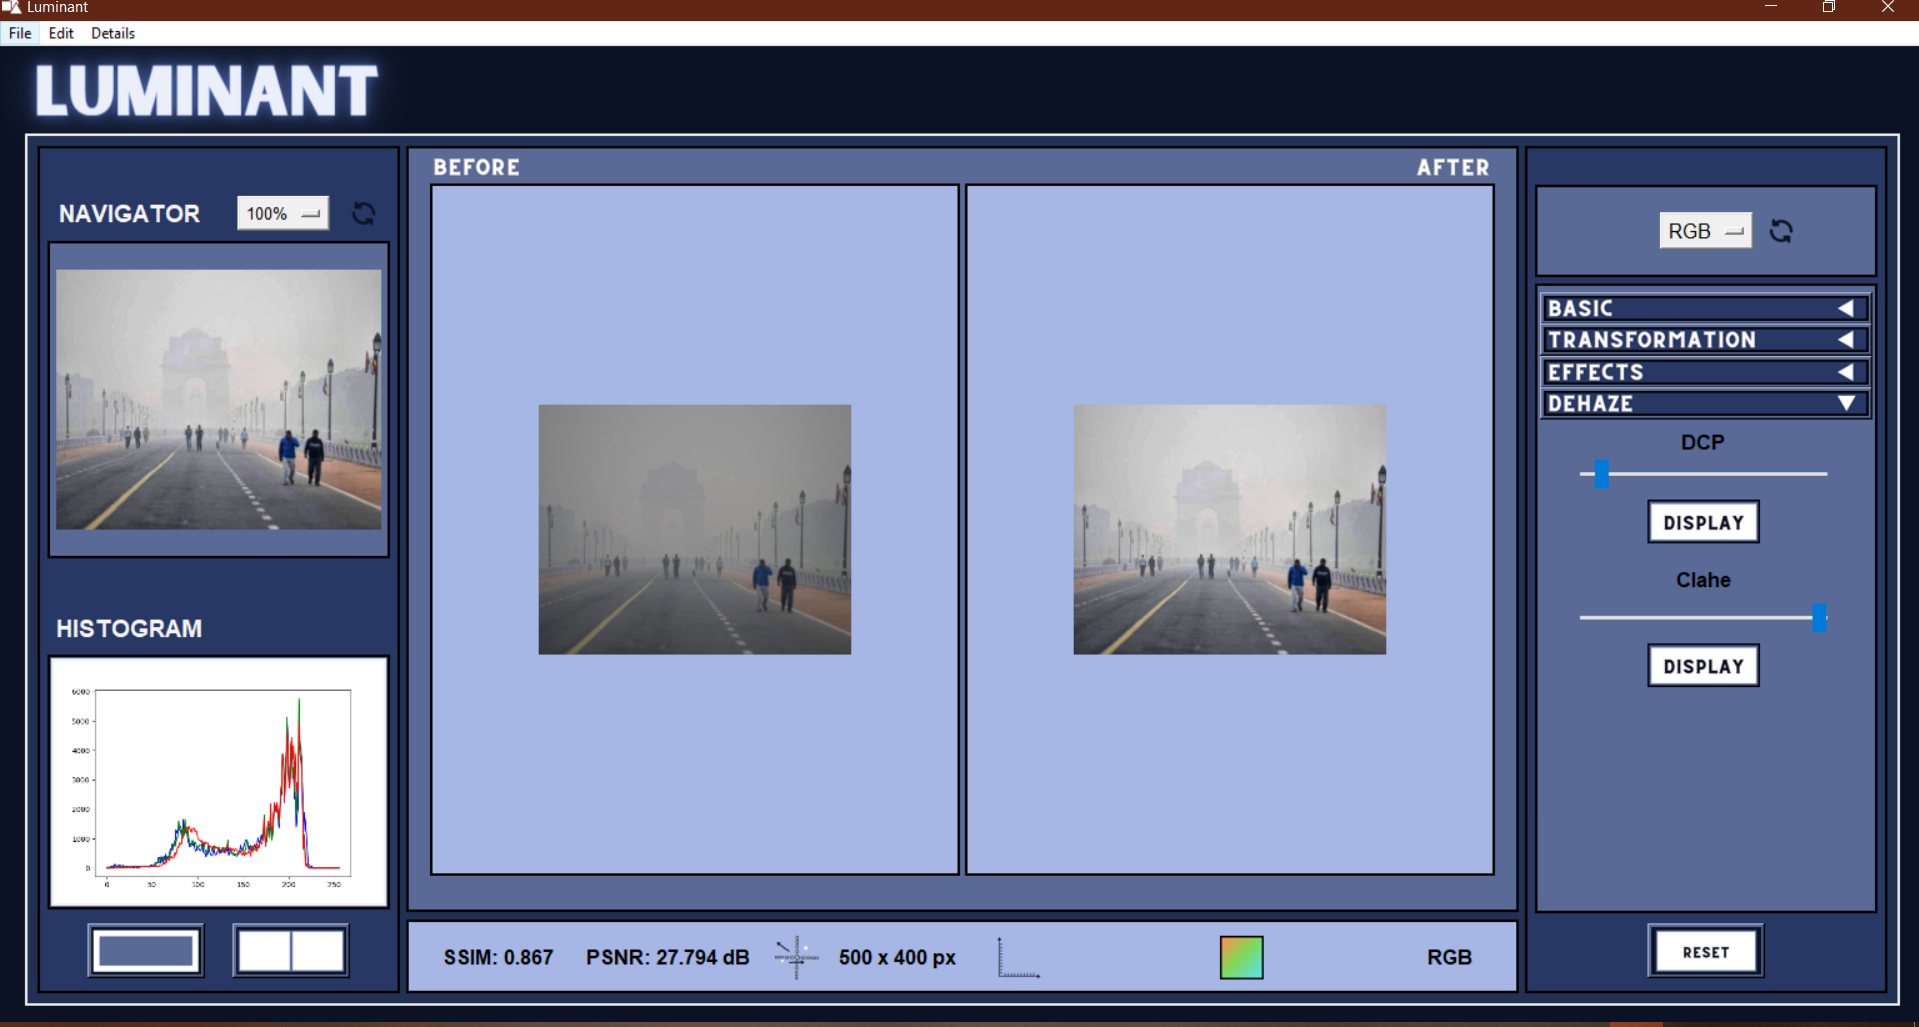 Luminant
File Edit Details
LUMINANT
NAVIGATOR 100%
BEFORE AFTER
RGB
BASIC
TRANSFORMATION
EFFECTS
DEHAZE
DCP
DISPLAY
Clahe
DISPLAY
HISTOGRAM
6000
5000
4000
3000
2000
1000
0
0 50 100 150 200 250
SSIM: 0.867 PSNR: 27.794 dB 500 x 400 px RGB
RESET